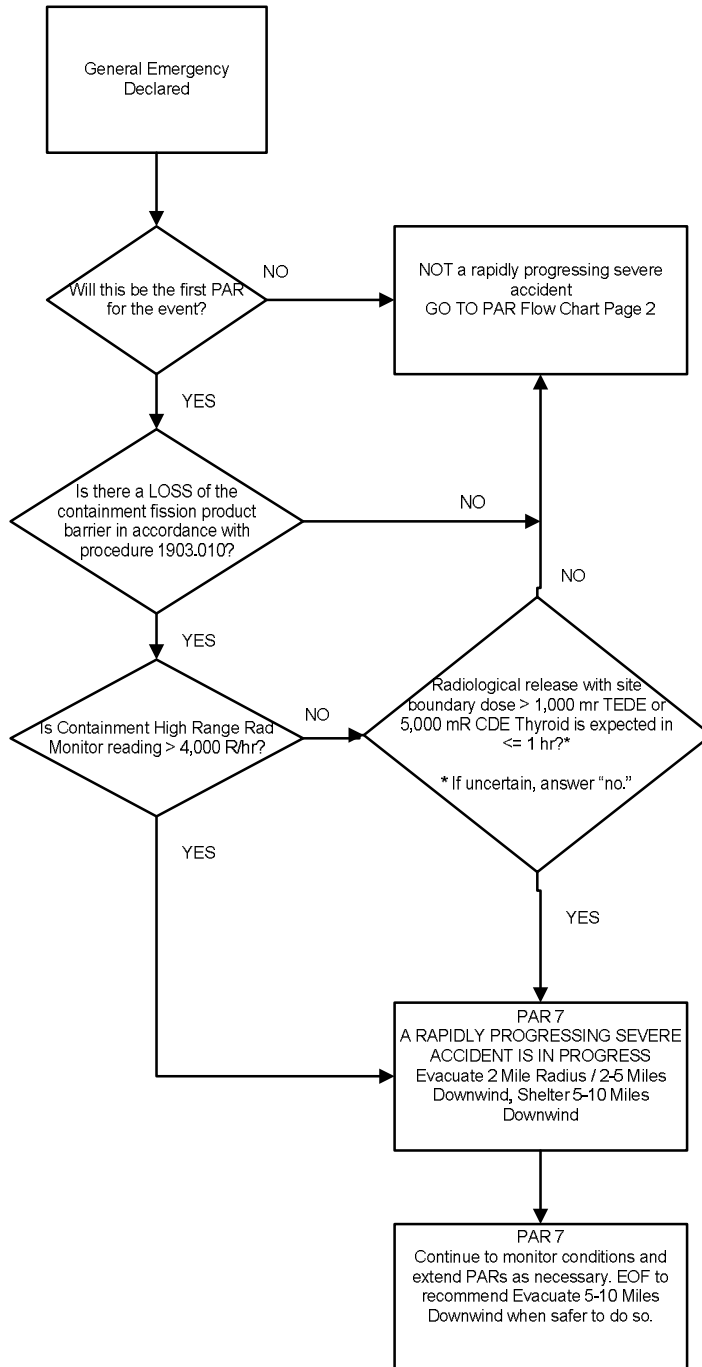 General Emergency
Declared
Will this be the first PAR
for the event?
NO
NOT a rapidly progressing severe
accident
GO TO PAR Flow Chart Page 2
YES
Is there a LOSS of the
containment fission product
barrier in accordance with
procedure 1903.010?
NO
YES
NO
Is Containment High Range Rad
Monitor reading > 4,000 R/hr?
NO
Radiological release with site
boundary dose > 1,000 mr TEDE or
5,000 mR CDE Thyroid is expected in
<= 1 hr?*
* If uncertain, answer “no.”
YES
YES
PAR 7
A RAPIDLY PROGRESSING SEVERE
ACCIDENT IS IN PROGRESS
Evacuate 2 Mile Radius / 2-5 Miles
Downwind, Shelter 5-10 Miles
Downwind
PAR 7
Continue to monitor conditions and
extend PARs as necessary. EOF to
recommend Evacuate 5-10 Miles
Downwind when safer to do so.